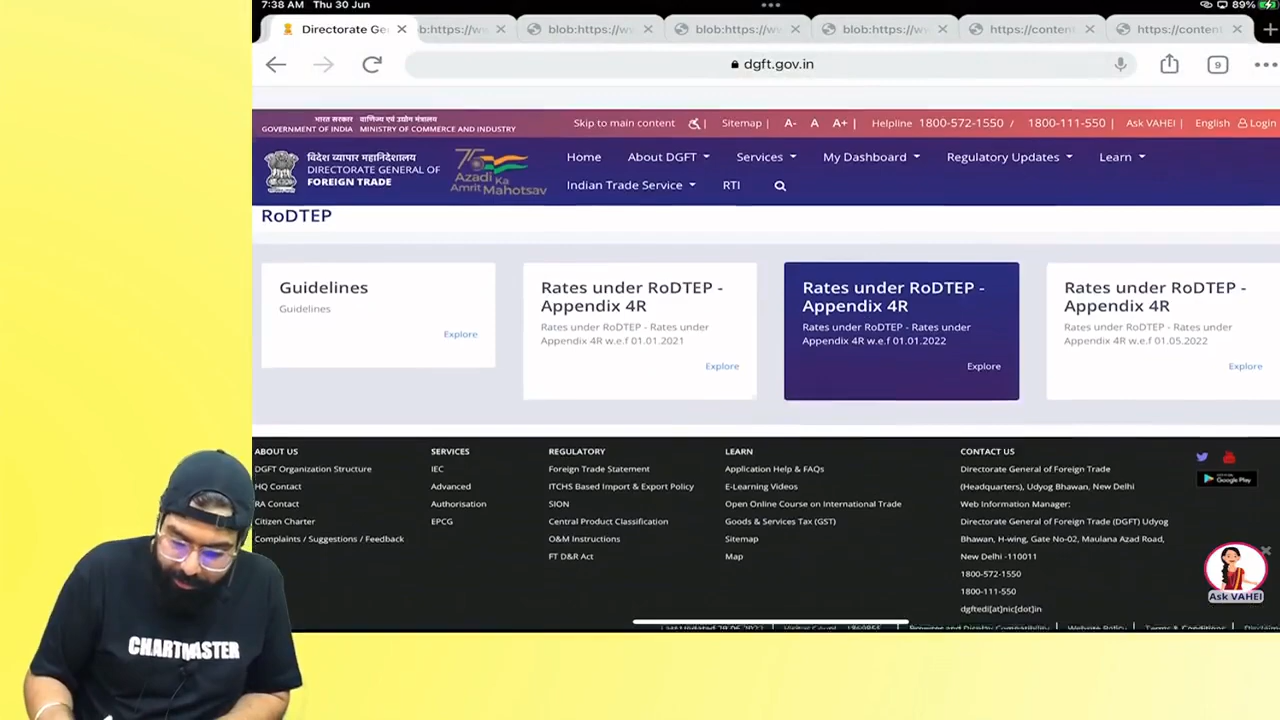 7:38 AM Thu 30 Jun
89%
Directorate Ge
b:https://w
blob:https://w
blob:https://w
blob:https://w
https://content
https://content
dgft.gov.in
9
भारत सरकार वाणिज्य एवं उद्योग मंत्रालय
GOVERNMENT OF INDIA MINISTRY OF COMMERCE AND INDUSTRY
Skip to main content | Sitemap | A- A A+ | Helpline 1800-572-1550 / 1800-111-550 | Ask VAHEI | English Login
विदेश व्यापार महानिदेशालय
DIRECTORATE GENERAL OF
FOREIGN TRADE
75
Azadi Ka
Amrit Mahotsav
Home About DGFT Services My Dashboard Regulatory Updates Learn
Indian Trade Service RTI
RoDTEP
Guidelines
Guidelines
Explore
Rates under RoDTEP -
Appendix 4R
Rates under RoDTEP - Rates under
Appendix 4R w.e.f 01.01.2021
Explore
Rates under RoDTEP -
Appendix 4R
Rates under RoDTEP - Rates under
Appendix 4R w.e.f 01.01.2022
Explore
Rates under RoDTEP -
Appendix 4R
Rates under RoDTEP - Rates under
Appendix 4R w.e.f 01.05.2022
Explore
ABOUT US
DGFT Organization Structure
HQ Contact
RA Contact
Citizen Charter
Complaints / Suggestions / Feedback
SERVICES
IEC
Advanced
Authorisation
EPCG
REGULATORY
Foreign Trade Statement
ITCHS Based Import & Export Policy
SION
Central Product Classification
O&M Instructions
FT D&R Act
LEARN
Application Help & FAQs
E-Learning Videos
Open Online Course on International Trade
Goods & Services Tax (GST)
Sitemap
Map
CONTACT US
Directorate General of Foreign Trade
(Headquarters), Udyog Bhawan, New Delhi
Web Information Manager:
Directorate General of Foreign Trade (DGFT) Udyog
Bhawan, H-wing, Gate No-02, Maulana Azad Road,
New Delhi -110011
1800-572-1550
1800-111-550
dgftedi[at]nic[dot]in
Google Play
Ask VAHEI
CHARTMASTER